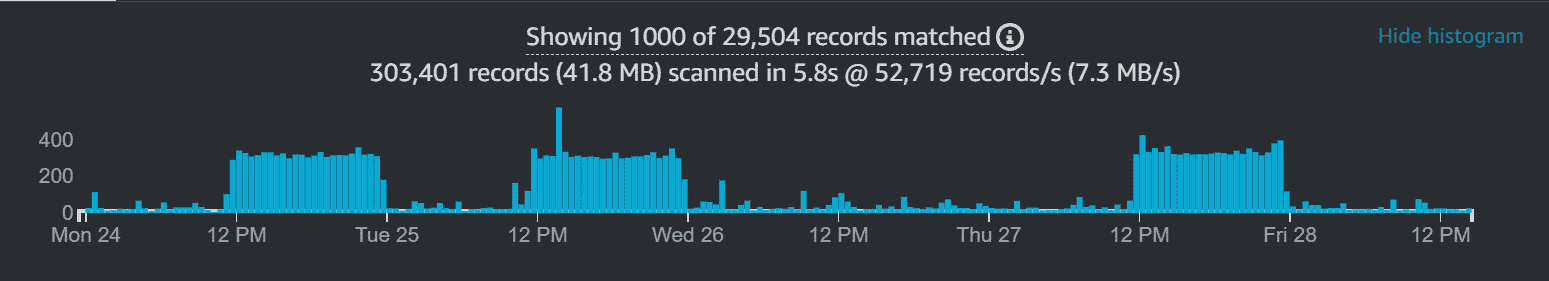 Showing 1000 of 29,504 records matched
Hide histogram
303,401 records (41.8 MB) scanned in 5.8s @ 52,719 records/s (7.3 MB/s)
400
200
0
Mon 24 12 PM Tue 25 12 PM Wed 26 12 PM Thu 27 12 PM Fri 28 12 PM